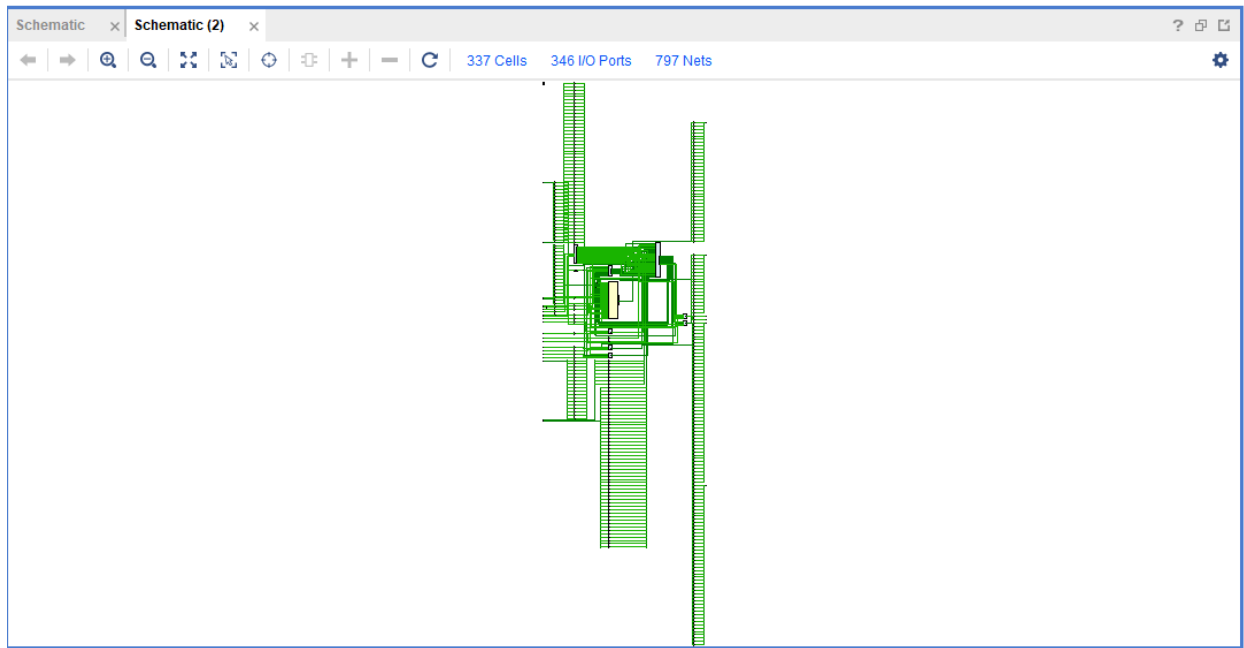 Schematic × Schematic (2) × ?
337 Cells 346 I/O Ports 797 Nets